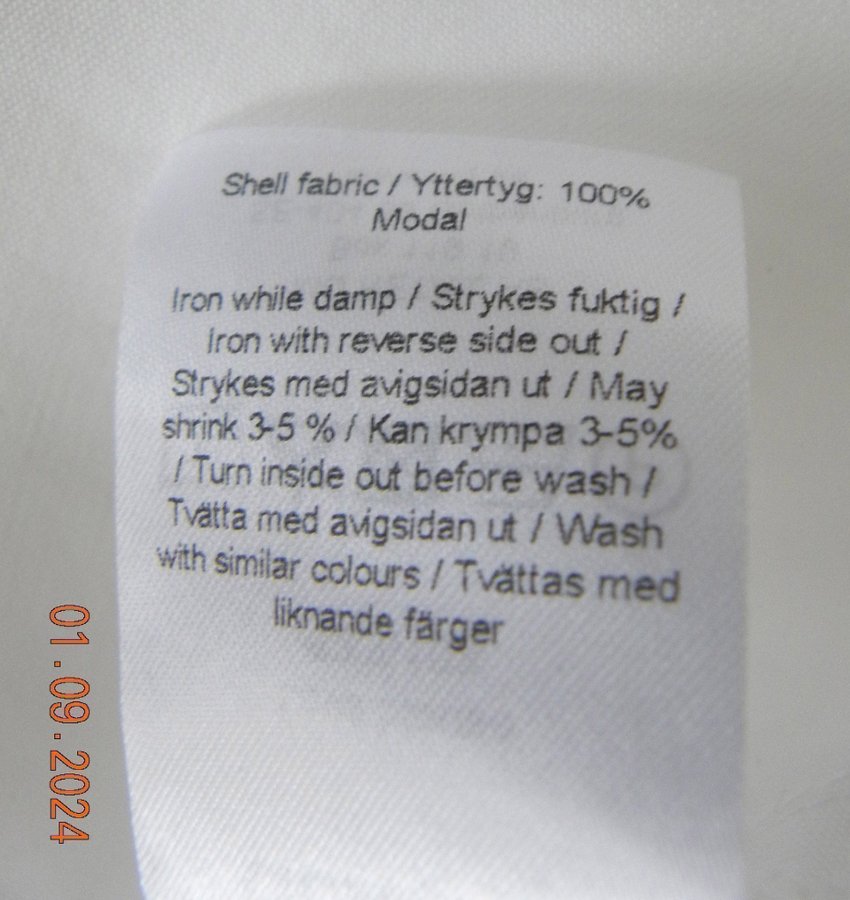 Shell fabric / Yttertyg: 100%
Modal
Iron while damp / Strykes fuktig /
Iron with reverse side out /
Strykes med avigsidan ut / May
shrink 3-5 % / Kan krympa 3-5%
/ Turn inside out before wash /
Tvätta med avigsidan ut / Wash
with similar colours / Tvättas med
liknande färger
01.09.2024